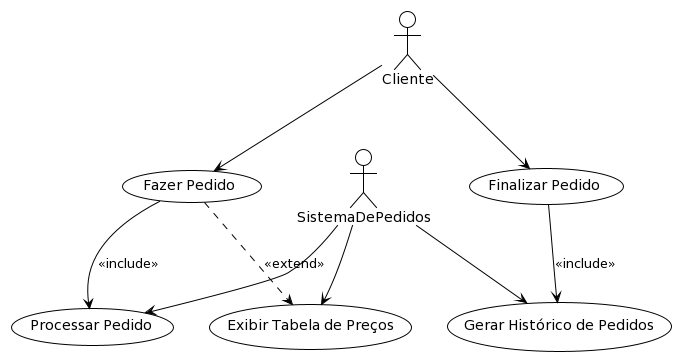 Cliente
Fazer Pedido
Finalizar Pedido
SistemaDePedidos
«include»
«extend»
«include»
Processar Pedido
Exibir Tabela de Preços
Gerar Histórico de Pedidos